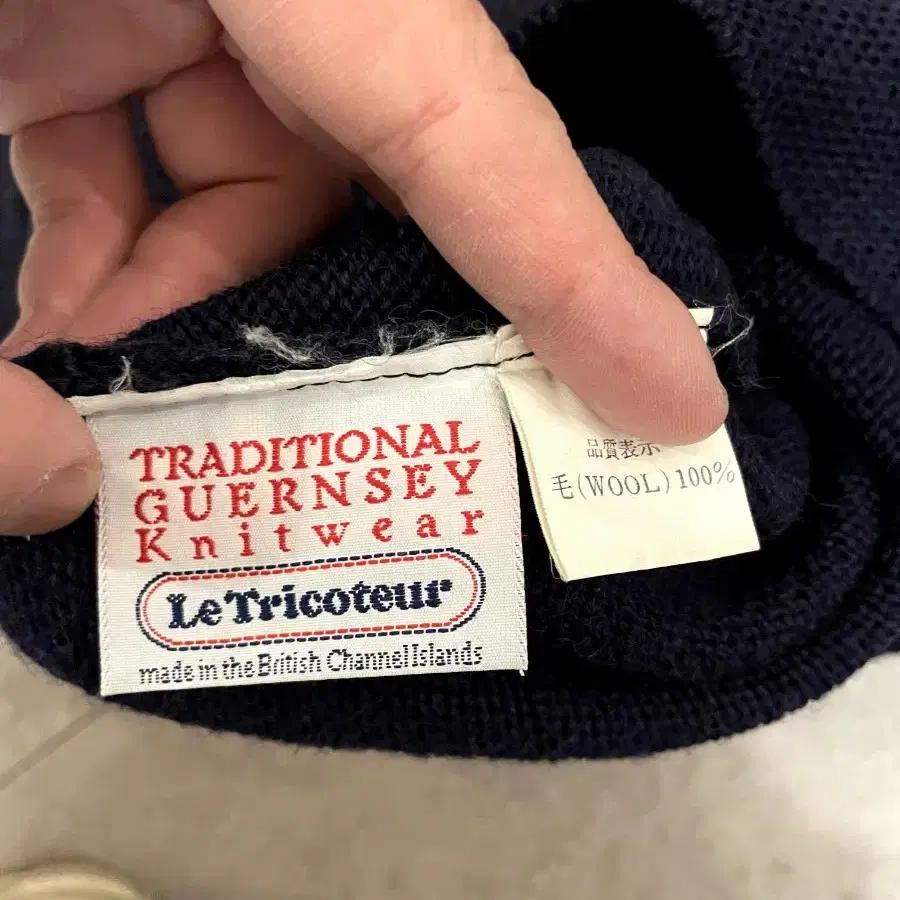 TRADITIONAL
GUERNSEY
Knitwear
Le Tricoteur
made in the British Channel Islands
品質表示
毛(WOOL)100%